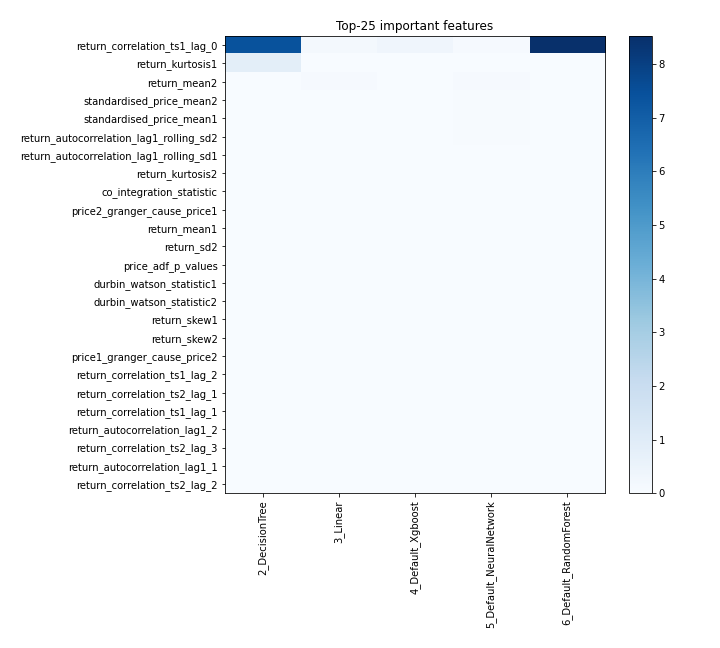 Top-25 important features
return_correlation_ts1_lag_0
return_kurtosis1
return_mean2
standardised_price_mean2
standardised_price_mean1
return_autocorrelation_lag1_rolling_sd2
return_autocorrelation_lag1_rolling_sd1
return_kurtosis2
co_integration_statistic
price2_granger_cause_price1
return_mean1
return_sd2
price_adf_p_values
durbin_watson_statistic1
durbin_watson_statistic2
return_skew1
return_skew2
price1_granger_cause_price2
return_correlation_ts1_lag_2
return_correlation_ts2_lag_1
return_correlation_ts1_lag_1
return_autocorrelation_lag1_2
return_correlation_ts2_lag_3
return_autocorrelation_lag1_1
return_correlation_ts2_lag_2
2_DecisionTree
3_Linear
4_Default_Xgboost
5_Default_NeuralNetwork
6_Default_RandomForest
8
7
6
5
4
3
2
1
0